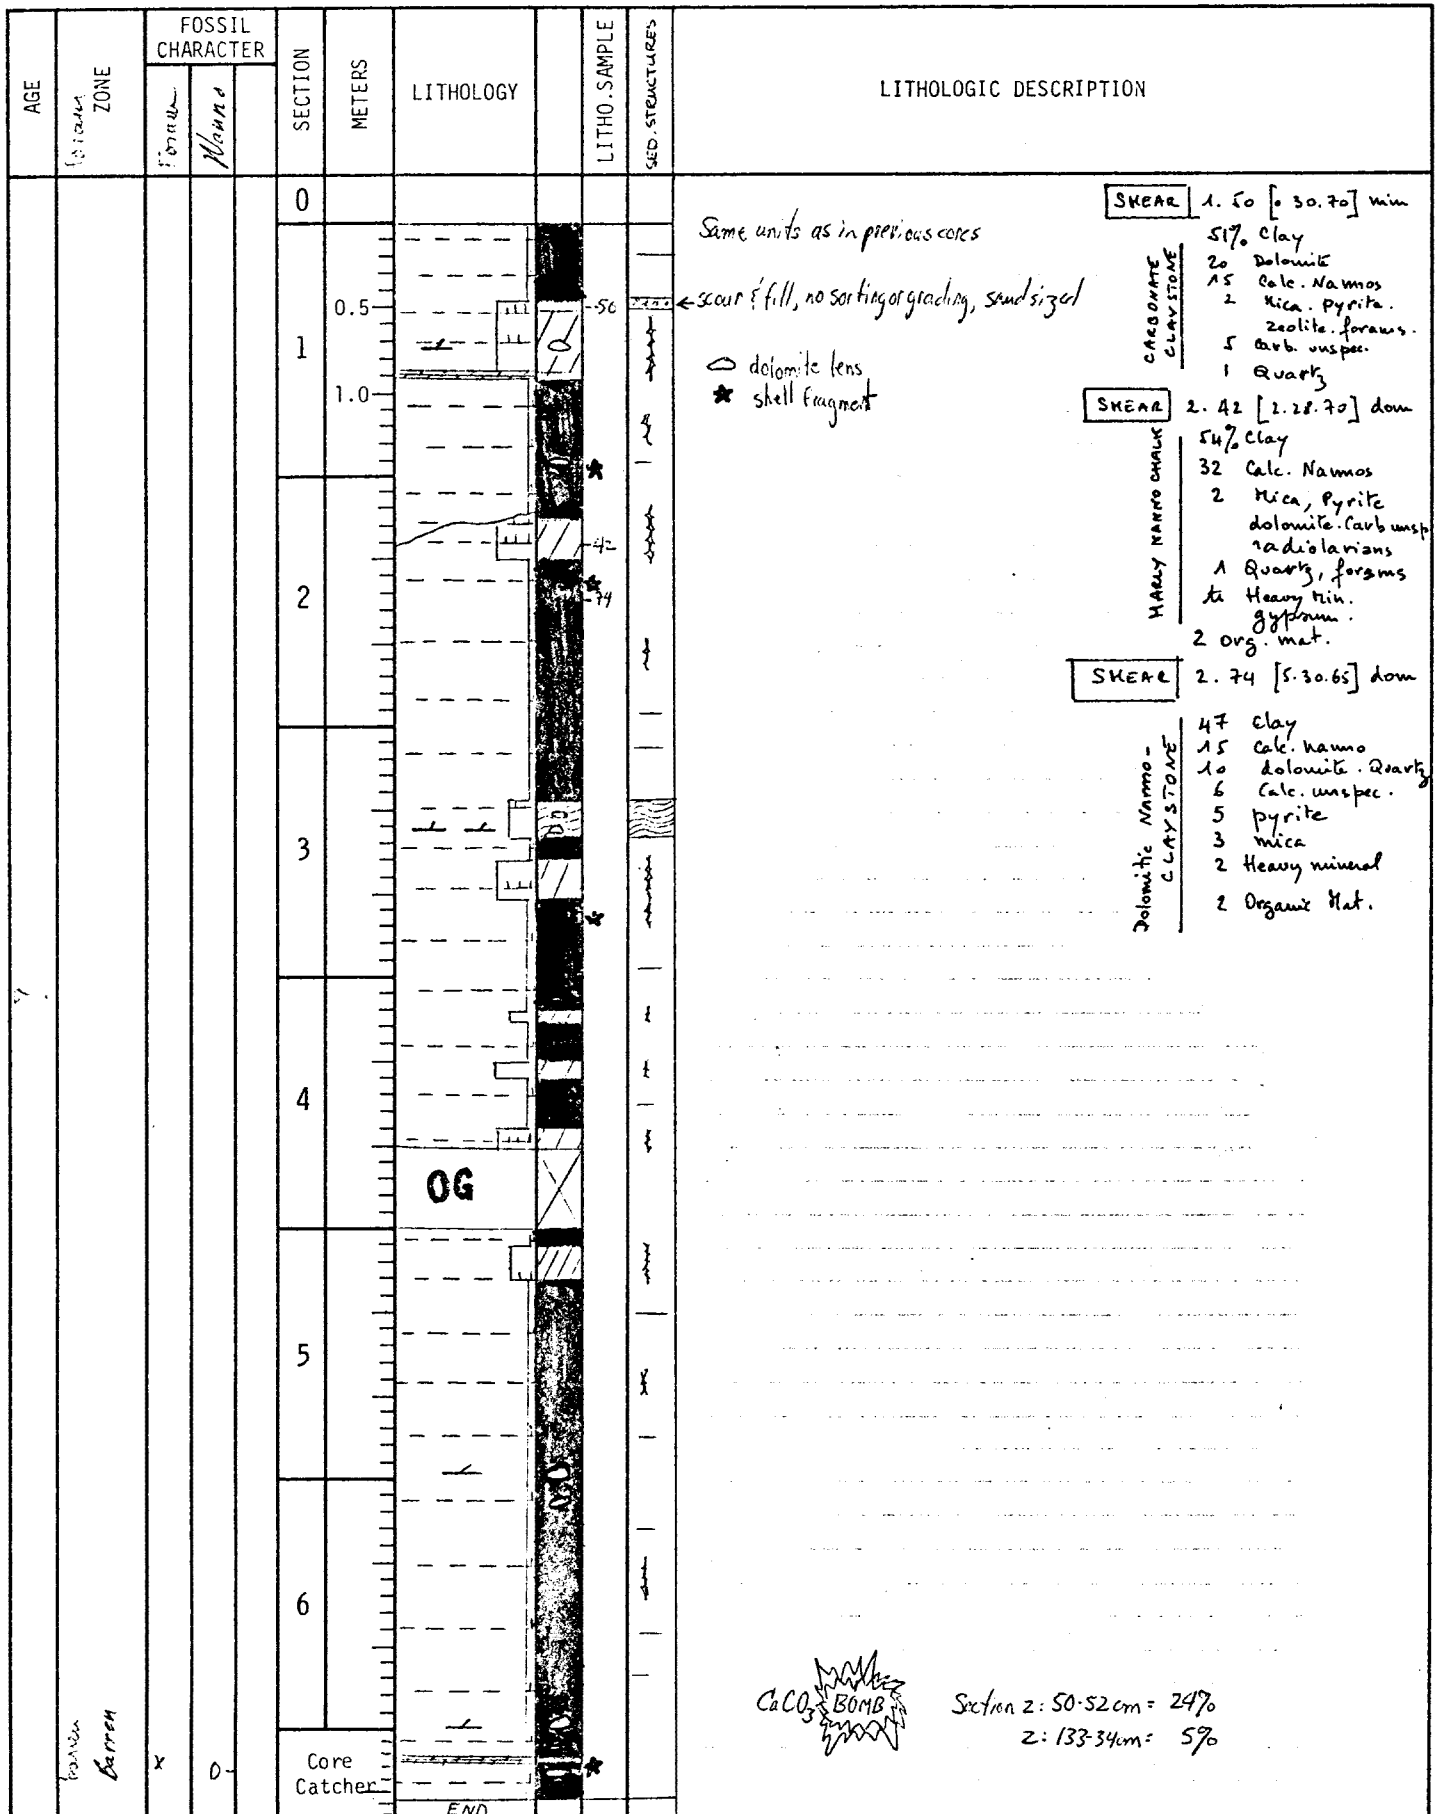 AGE
ZONE
FOSSIL
CHARACTER
Foram
Nanno
SECTION
METERS
LITHOLOGY
LITHO.SAMPLE
SED.STRUCTURES
LITHOLOGIC DESCRIPTION
0
0.5
1
1.0
2
3
4
OG
5
6
Core
Catcher
END
-50
-42
-74
Same units as in previous cores
←scour & fill, no sorting or grading, sand sized
dolomite lens
★ shell fragment
SMEAR 1. 50 [0.30.70] min
CARBONATE
CLAYSTONE
51% Clay
20 Dolomite
15 Calc. Nannos
2 Mica. pyrite.
zeolite. forams.
5 Carb. unspec.
1 Quartz
SMEAR 2. 42 [2.28.70] dom
MARLY NANNO CHALK
54% Clay
32 Calc. Nannos
2 Mica, Pyrite
dolomite. Carb unsp
radiolarians
1 Quartz, forams
tr Heavy Min.
gypsum.
2 org. mat.
SMEAR 2. 74 [5.30.65] dom
Dolomitic Nanno-
CLAYSTONE
47 Clay
15 Calc. nanno
10 dolomite. Quartz
6 Calc. unspec.
5 pyrite
3 mica
2 Heavy mineral
2 Organic Mat.
CaCO3 BOMB
Section 2: 50-52 cm = 24%
2: 133-34cm = 5%
Barren
x
0-